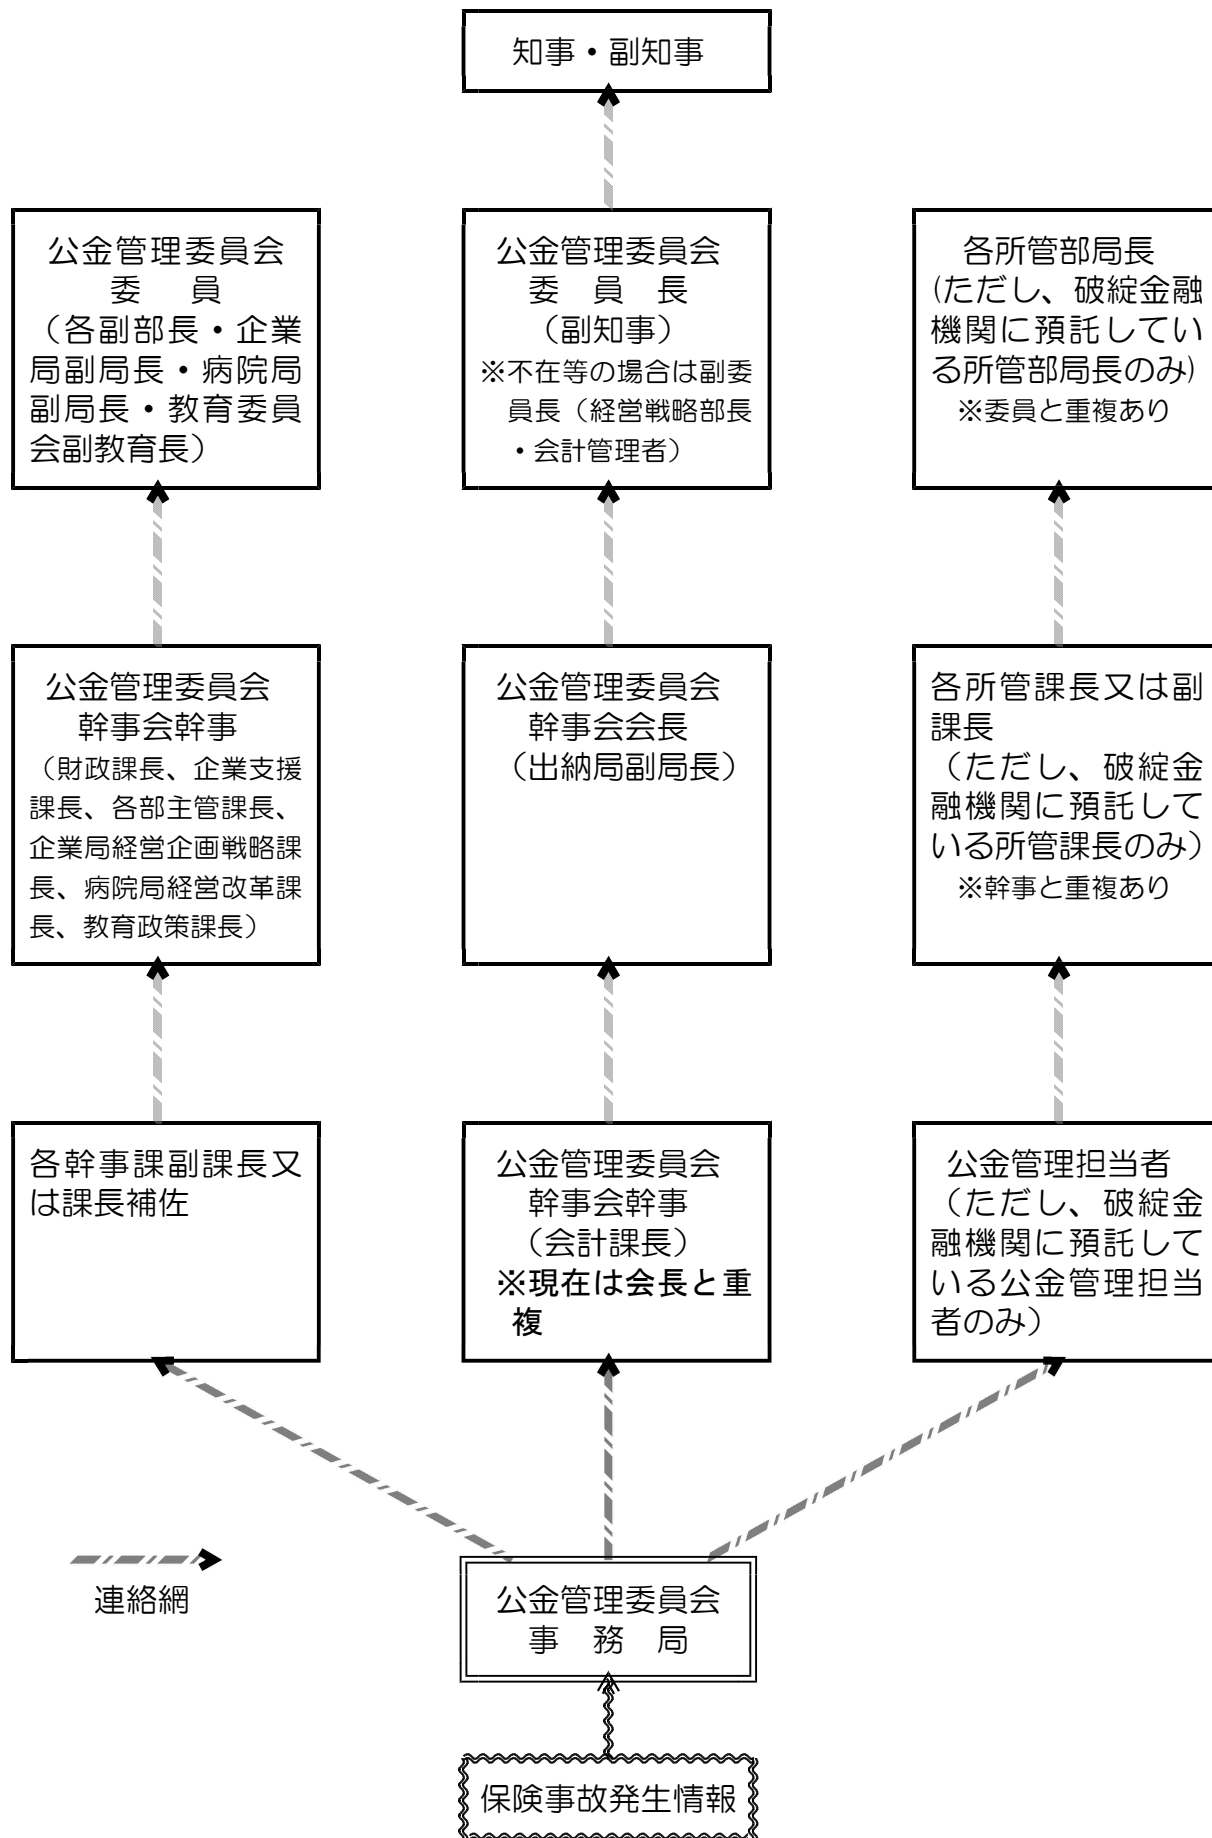 知事・副知事
公金管理委員会
委　員
（各副部長・企業
局副局長・病院局
副局長・教育委員
会副教育長）
公金管理委員会
委　員　長
（副知事）
※不在等の場合は副委
員長（経営戦略部長
・会計管理者）
各所管部局長
(ただし、破綻金融
機関に預託してい
る所管部局長のみ)
※委員と重複あり
公金管理委員会
幹事会幹事
（財政課長、企業支援
課長、各部主管課長、
企業局経営企画戦略課
長、病院局経営改革課
長、教育政策課長）
公金管理委員会
幹事会会長
（出納局副局長）
各所管課長又は副
課長
（ただし、破綻金
融機関に預託して
いる所管課長のみ）
※幹事と重複あり
各幹事課副課長又
は課長補佐
公金管理委員会
幹事会幹事
（会計課長）
※現在は会長と重
複
公金管理担当者
（ただし、破綻金
融機関に預託して
いる公金管理担当
者のみ）
連絡網
公金管理委員会
事　務　局
保険事故発生情報